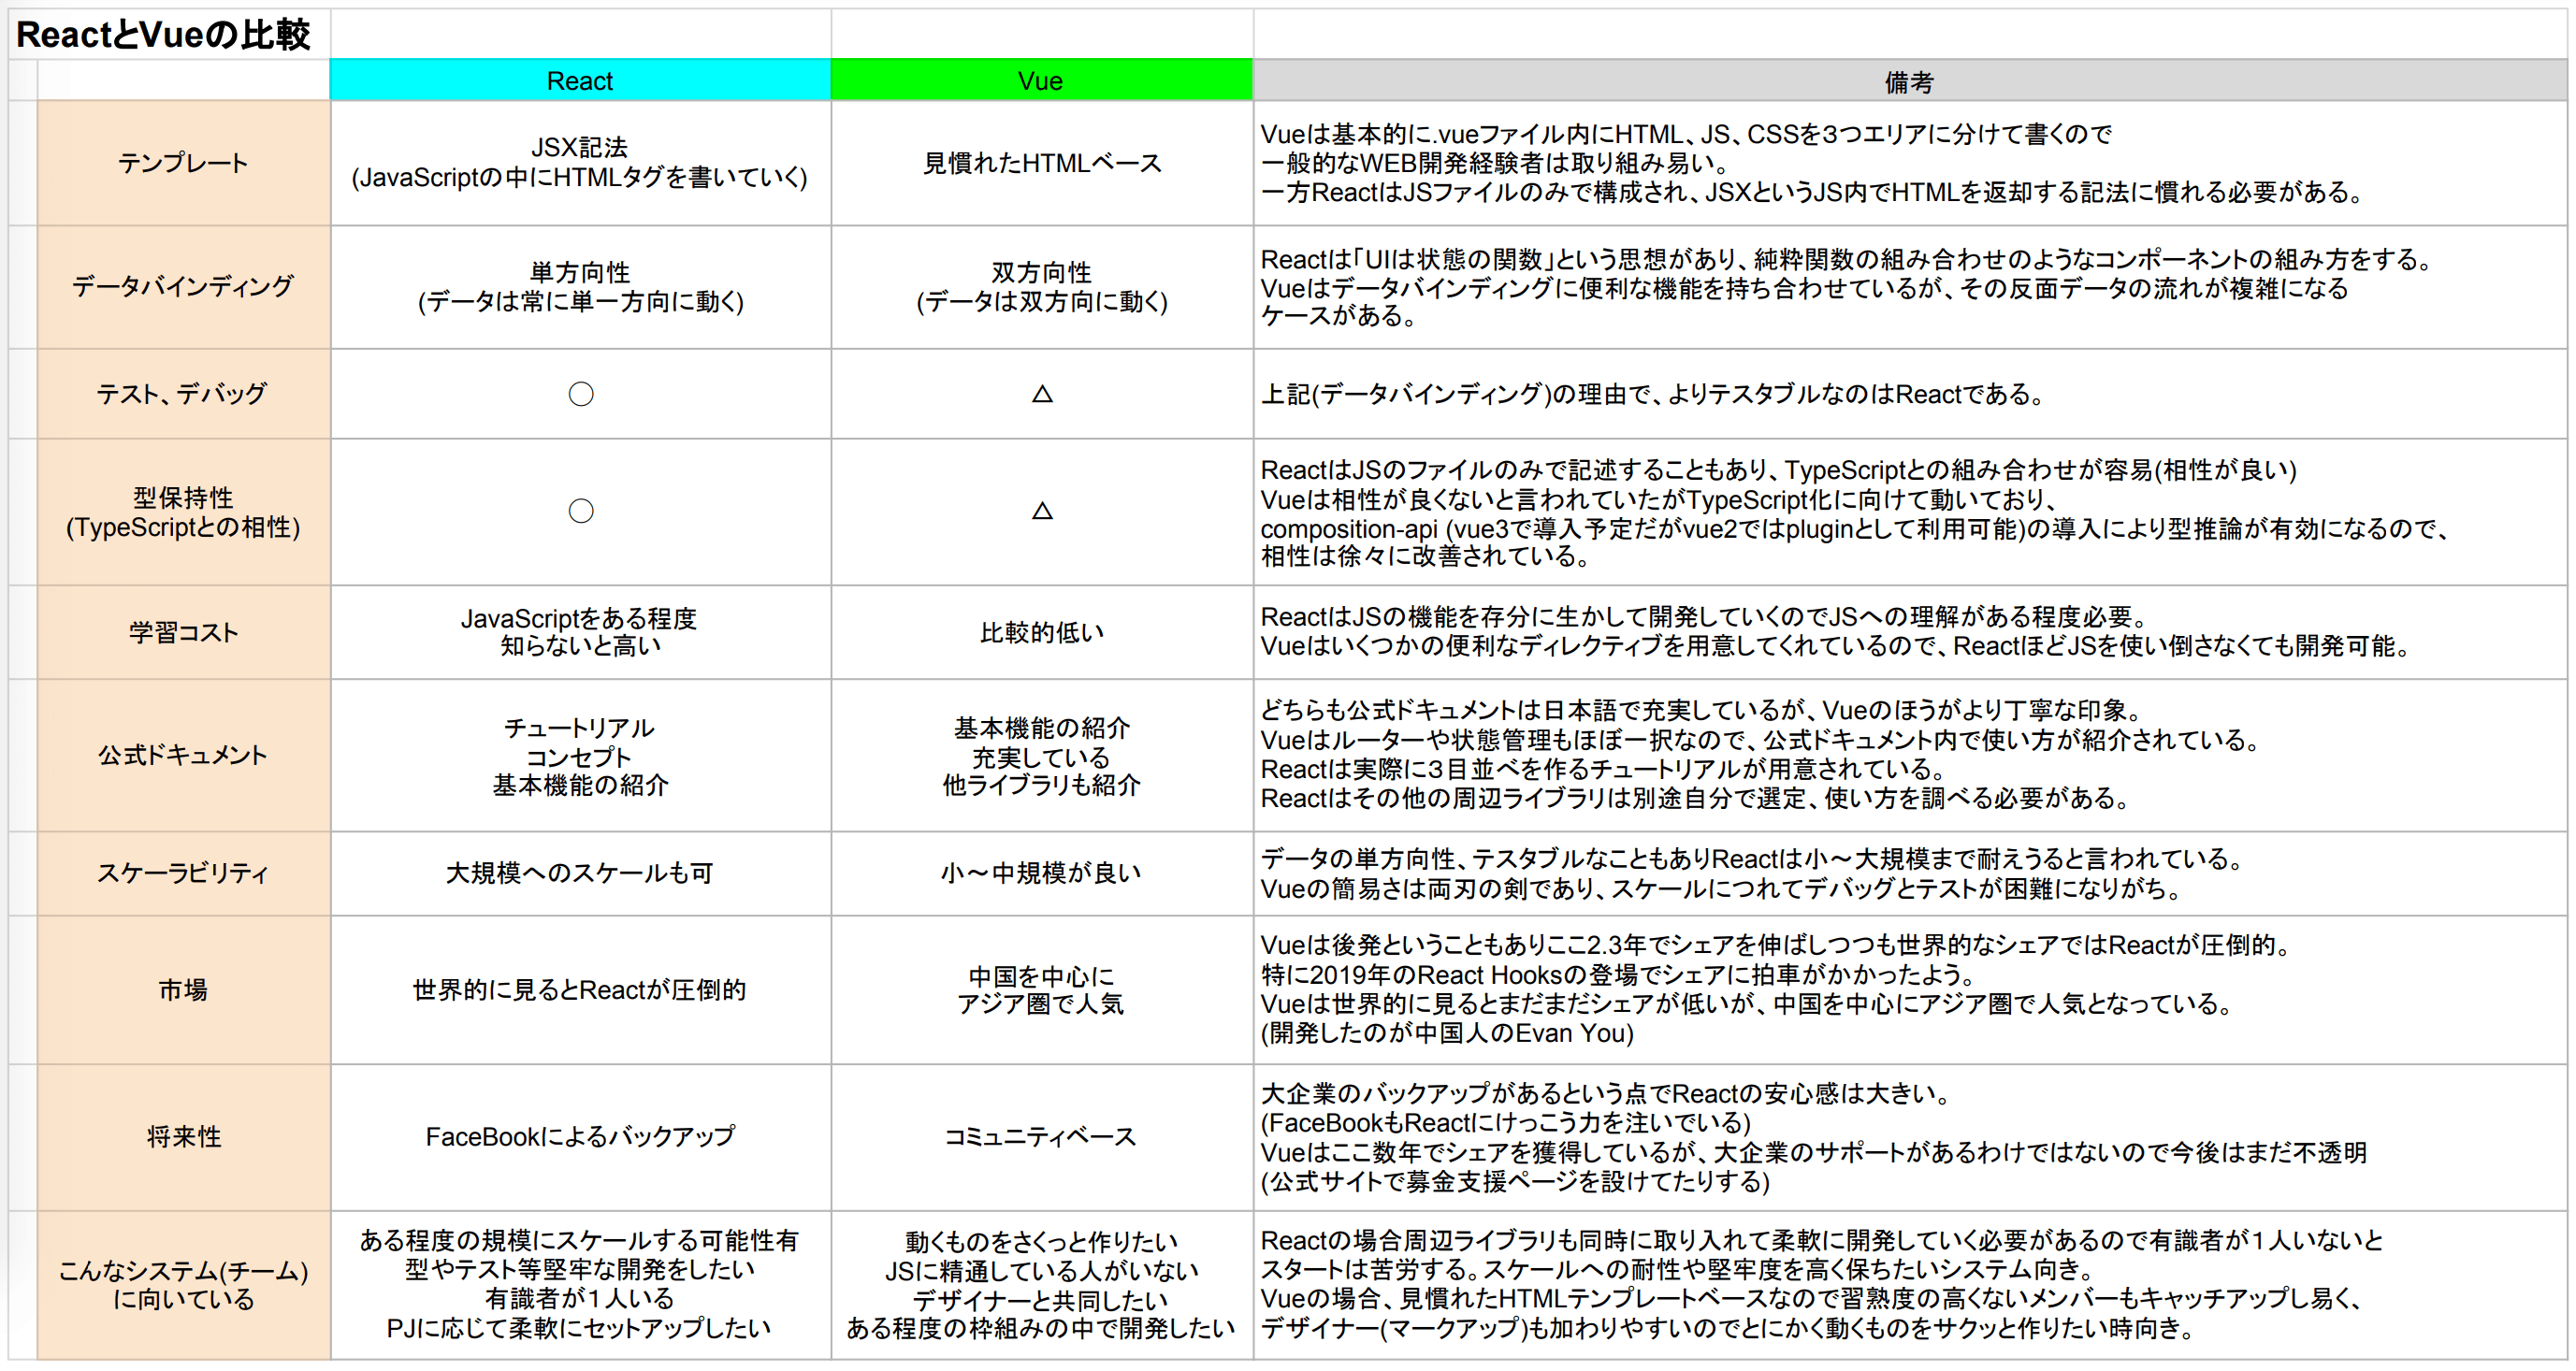 ReactとVueの比較
React
Vue
備考
テンプレート
JSX記法
(JavaScriptの中にHTMLタグを書いていく)
見慣れたHTMLベース
Vueは基本的に.vueファイル内にHTML、JS、CSSを３つエリアに分けて書くので
一般的なWEB開発経験者は取り組み易い。
一方ReactはJSファイルのみで構成され、JSXというJS内でHTMLを返却する記法に慣れる必要がある。
データバインディング
単方向性
(データは常に単一方向に動く)
双方向性
(データは双方向に動く)
Reactは「UIは状態の関数」という思想があり、純粋関数の組み合わせのようなコンポーネントの組み方をする。
Vueはデータバインディングに便利な機能を持ち合わせているが、その反面データの流れが複雑になる
ケースがある。
テスト、デバッグ
◯
△
上記(データバインディング)の理由で、よりテスタブルなのはReactである。
型保持性
(TypeScriptとの相性)
◯
△
ReactはJSのファイルのみで記述することもあり、TypeScriptとの組み合わせが容易(相性が良い)
Vueは相性が良くないと言われていたがTypeScript化に向けて動いており、
composition-api (vue3で導入予定だがvue2ではpluginとして利用可能)の導入により型推論が有効になるので、
相性は徐々に改善されている。
学習コスト
JavaScriptをある程度
知らないと高い
比較的低い
ReactはJSの機能を存分に生かして開発していくのでJSへの理解がある程度必要。
Vueはいくつかの便利なディレクティブを用意してくれているので、ReactほどJSを使い倒さなくても開発可能。
公式ドキュメント
チュートリアル
コンセプト
基本機能の紹介
基本機能の紹介
充実している
他ライブラリも紹介
どちらも公式ドキュメントは日本語で充実しているが、Vueのほうがより丁寧な印象。
Vueはルーターや状態管理もほぼ一択なので、公式ドキュメント内で使い方が紹介されている。
Reactは実際に３目並べを作るチュートリアルが用意されている。
Reactはその他の周辺ライブラリは別途自分で選定、使い方を調べる必要がある。
スケーラビリティ
大規模へのスケールも可
小〜中規模が良い
データの単方向性、テスタブルなこともありReactは小〜大規模まで耐えうると言われている。
Vueの簡易さは両刃の剣であり、スケールにつれてデバッグとテストが困難になりがち。
市場
世界的に見るとReactが圧倒的
中国を中心に
アジア圏で人気
Vueは後発ということもありここ2.3年でシェアを伸ばしつつも世界的なシェアではReactが圧倒的。
特に2019年のReact Hooksの登場でシェアに拍車がかかったよう。
Vueは世界的に見るとまだまだシェアが低いが、中国を中心にアジア圏で人気となっている。
(開発したのが中国人のEvan You)
将来性
FaceBookによるバックアップ
コミュニティベース
大企業のバックアップがあるという点でReactの安心感は大きい。
(FaceBookもReactにけっこう力を注いでいる)
Vueはここ数年でシェアを獲得しているが、大企業のサポートがあるわけではないので今後はまだ不透明
(公式サイトで募金支援ページを設けてたりする)
こんなシステム(チーム)
に向いている
ある程度の規模にスケールする可能性有
型やテスト等堅牢な開発をしたい
有識者が１人いる
PJに応じて柔軟にセットアップしたい
動くものをさくっと作りたい
JSに精通している人がいない
デザイナーと共同したい
ある程度の枠組みの中で開発したい
Reactの場合周辺ライブラリも同時に取り入れて柔軟に開発していく必要があるので有識者が１人いないと
スタートは苦労する。スケールへの耐性や堅牢度を高く保ちたいシステム向き。
Vueの場合、見慣れたHTMLテンプレートベースなので習熟度の高くないメンバーもキャッチアップし易く、
デザイナー(マークアップ)も加わりやすいのでとにかく動くものをサクッと作りたい時向き。